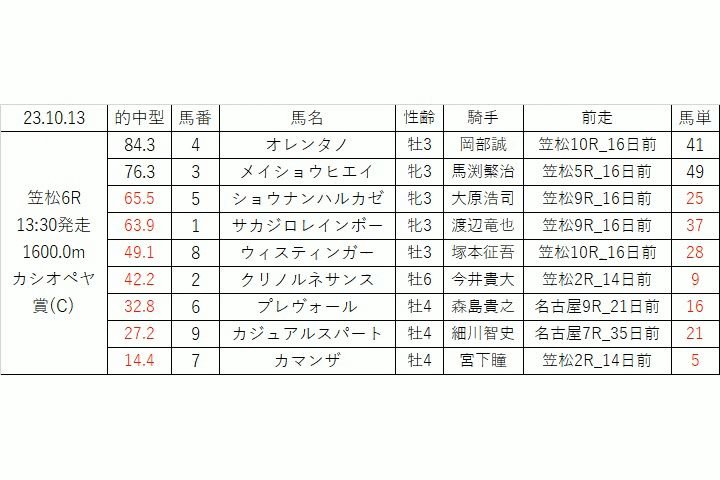 23.10.13 的中型 馬番 馬名 性齢 騎手 前走 馬単
笠松6R
13:30発走
1600.0m
カシオペヤ
賞(C)
84.3 4 オレンタノ 牡3 岡部誠 笠松10R_16日前 41
76.3 3 メイショウヒエイ 牝3 馬渕繁治 笠松5R_16日前 49
65.5 5 ショウナンハルカゼ 牝3 大原浩司 笠松9R_16日前 25
63.9 1 サカジロレインボー 牝3 渡辺竜也 笠松9R_16日前 37
49.1 8 ウィスティンガー 牡3 塚本征吾 笠松10R_16日前 28
42.2 2 クリノルネサンス 牡6 今井貴大 笠松2R_14日前 9
32.8 6 プレヴォール 牡4 森島貴之 名古屋9R_21日前 16
27.2 9 カジュアルスパート 牡4 細川智史 名古屋7R_35日前 21
14.4 7 カマンザ 牡4 宮下瞳 笠松2R_14日前 5